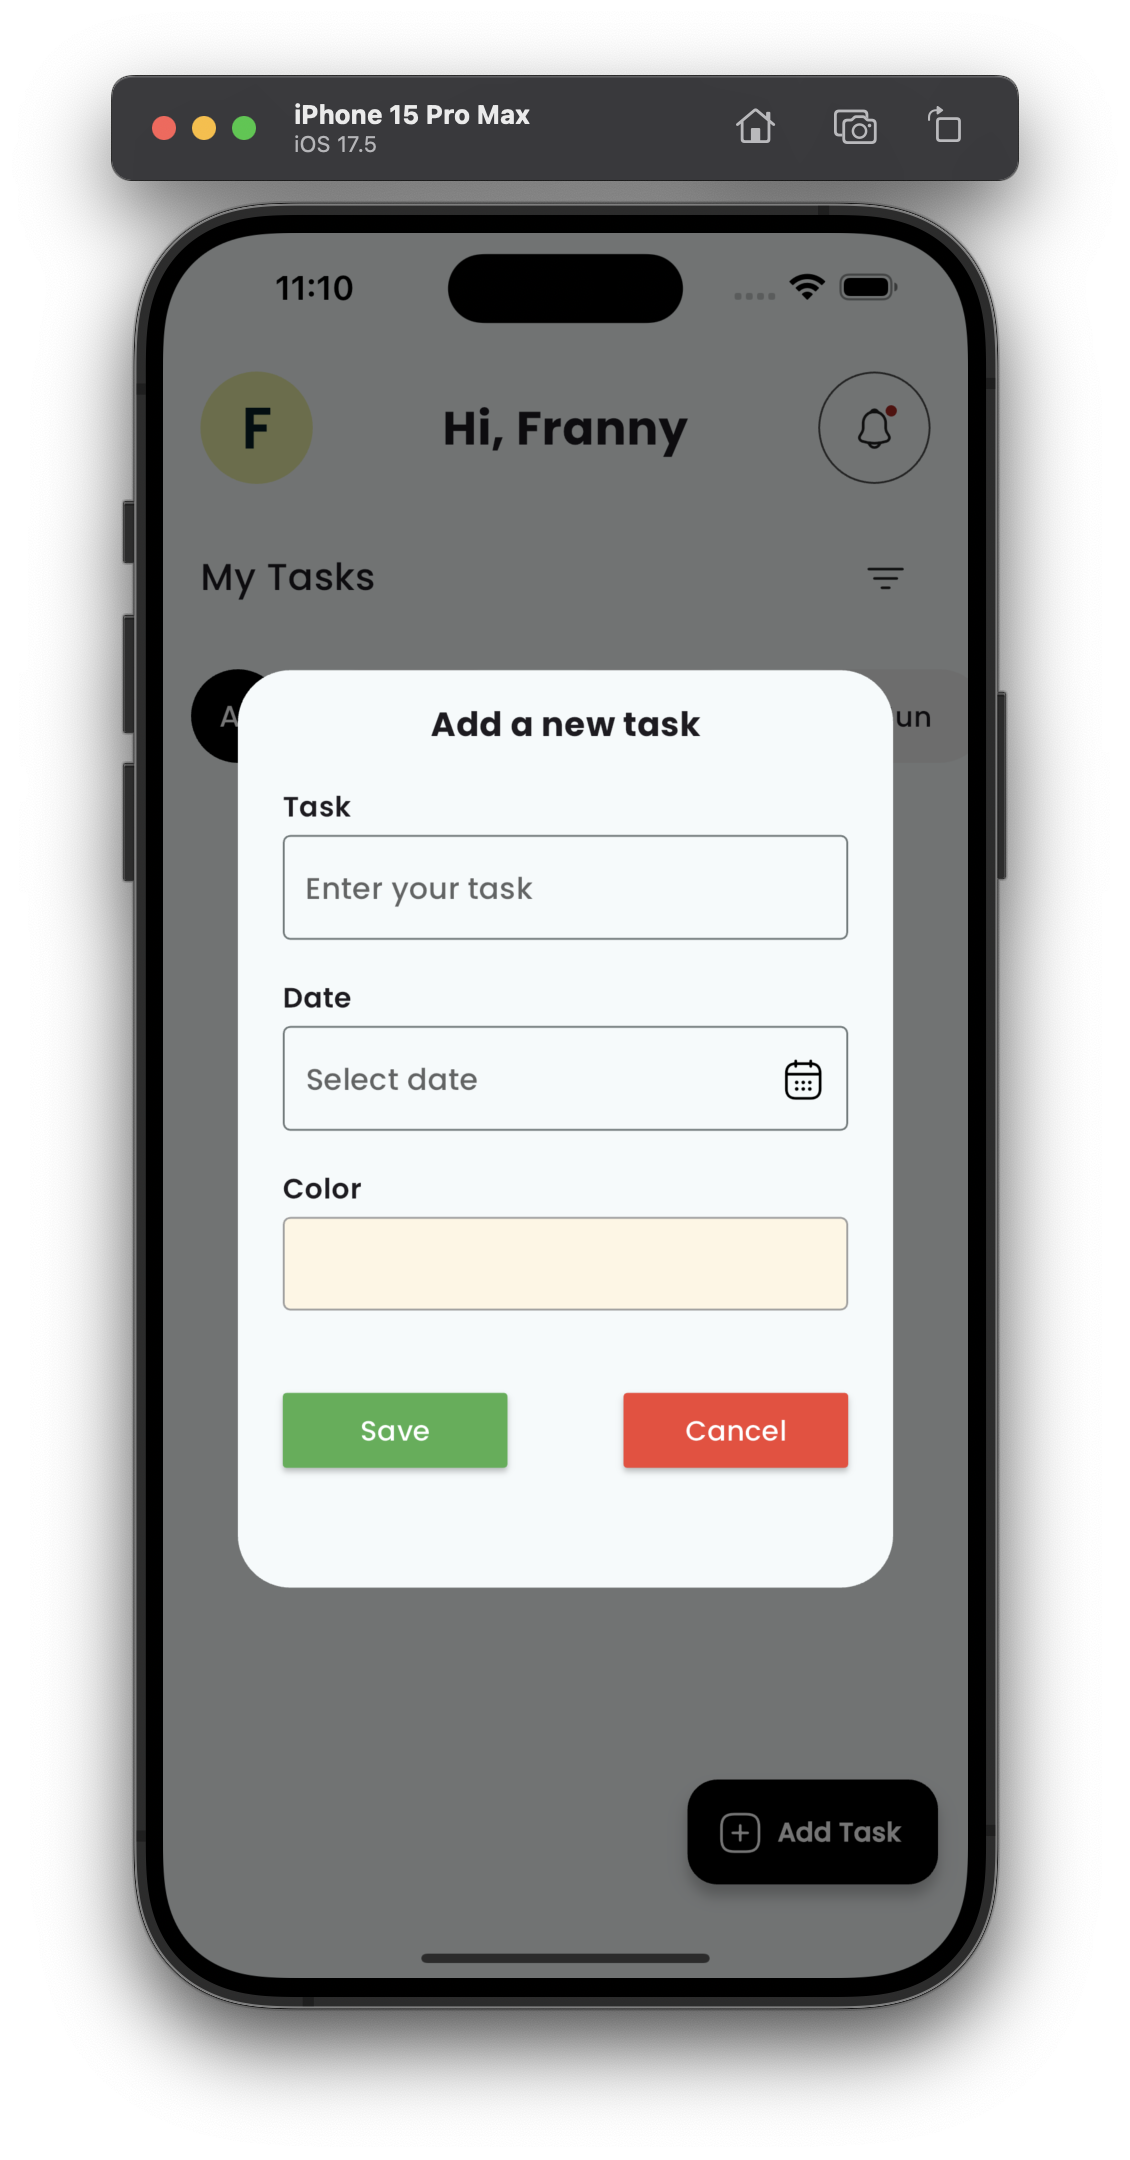 iPhone 15 Pro Max
iOS 17.5
11:10
F
Hi, Franny
My Tasks
Add a new task
Task
Enter your task
Date
Select date
Color
Save
Cancel
Add Task